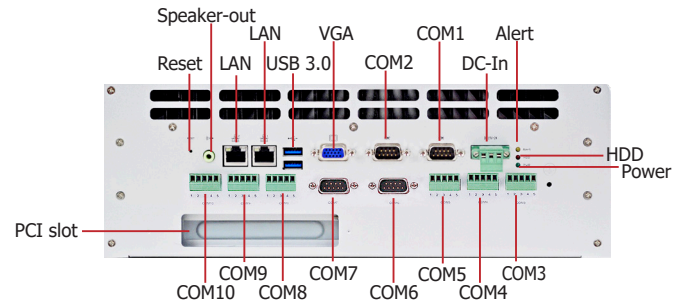 Speaker-out
LAN VGA COM1 Alert
Reset LAN USB 3.0 COM2 DC-In
HDD
Power
PCI slot
COM9 COM7 COM5 COM3
COM10 COM8 COM6 COM4